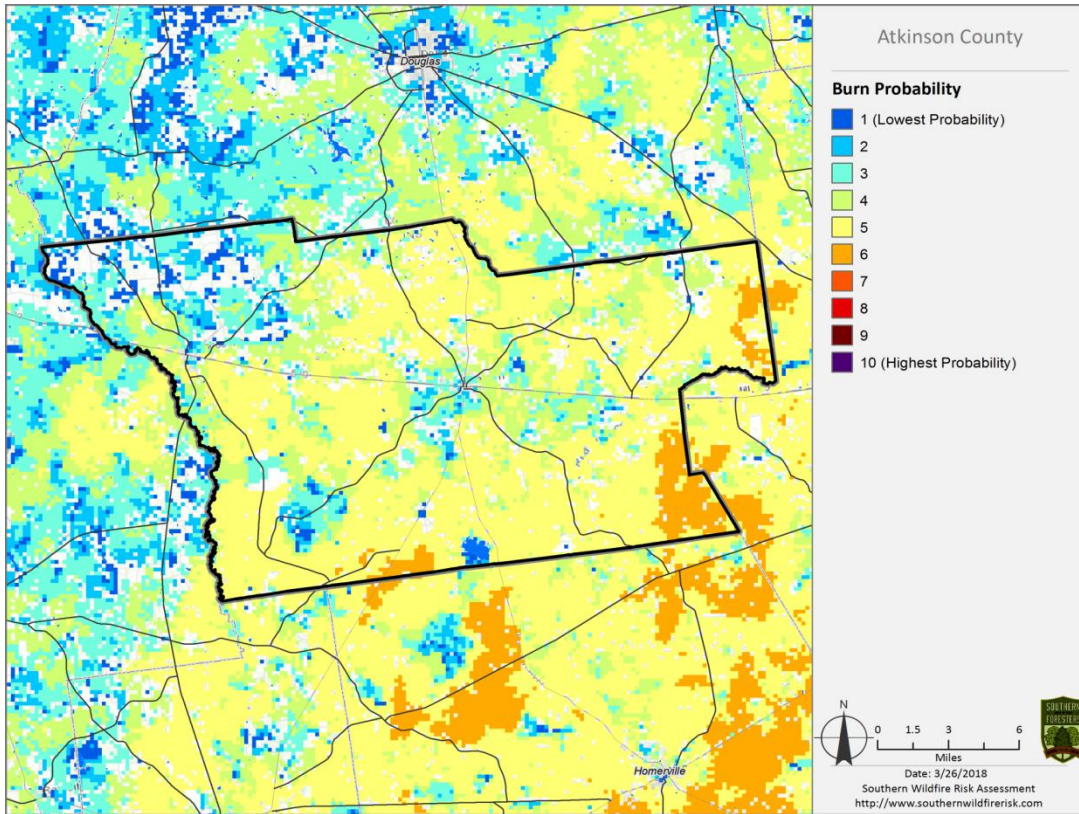 Douglas
Homerville
Atkinson County
Burn Probability
1 (Lowest Probability)
2
3
4
5
6
7
8
9
10 (Highest Probability)
N
0 1.5 3 6
Miles
SOUTHERN
FORESTERS
Date: 3/26/2018
Southern Wildfire Risk Assessment
http://www.southernwildfirerisk.com